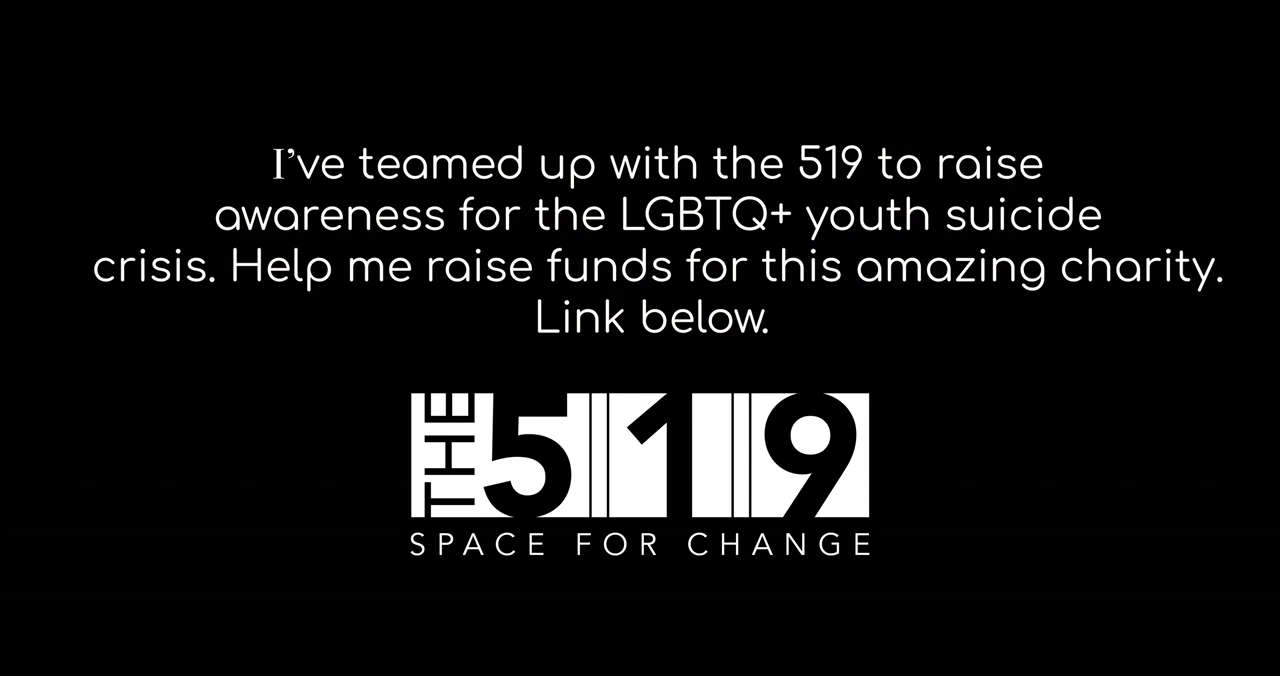 I’ve teamed up with the 519 to raise
awareness for the LGBTQ+ youth suicide
crisis. Help me raise funds for this amazing charity.
Link below.
THE 519
SPACE FOR CHANGE